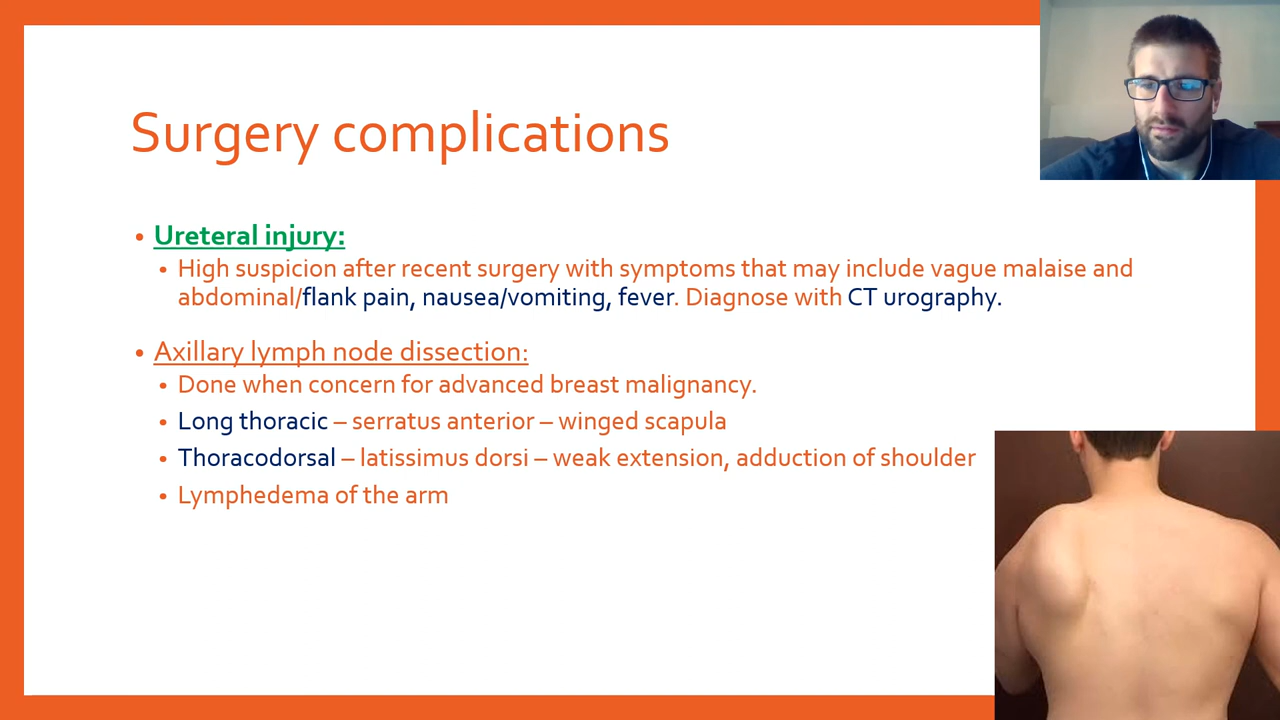 Surgery complications
• Ureteral injury:
• High suspicion after recent surgery with symptoms that may include vague malaise and
abdominal/flank pain, nausea/vomiting, fever. Diagnose with CT urography.
• Axillary lymph node dissection:
• Done when concern for advanced breast malignancy.
• Long thoracic – serratus anterior – winged scapula
• Thoracodorsal – latissimus dorsi – weak extension, adduction of shoulder
• Lymphedema of the arm